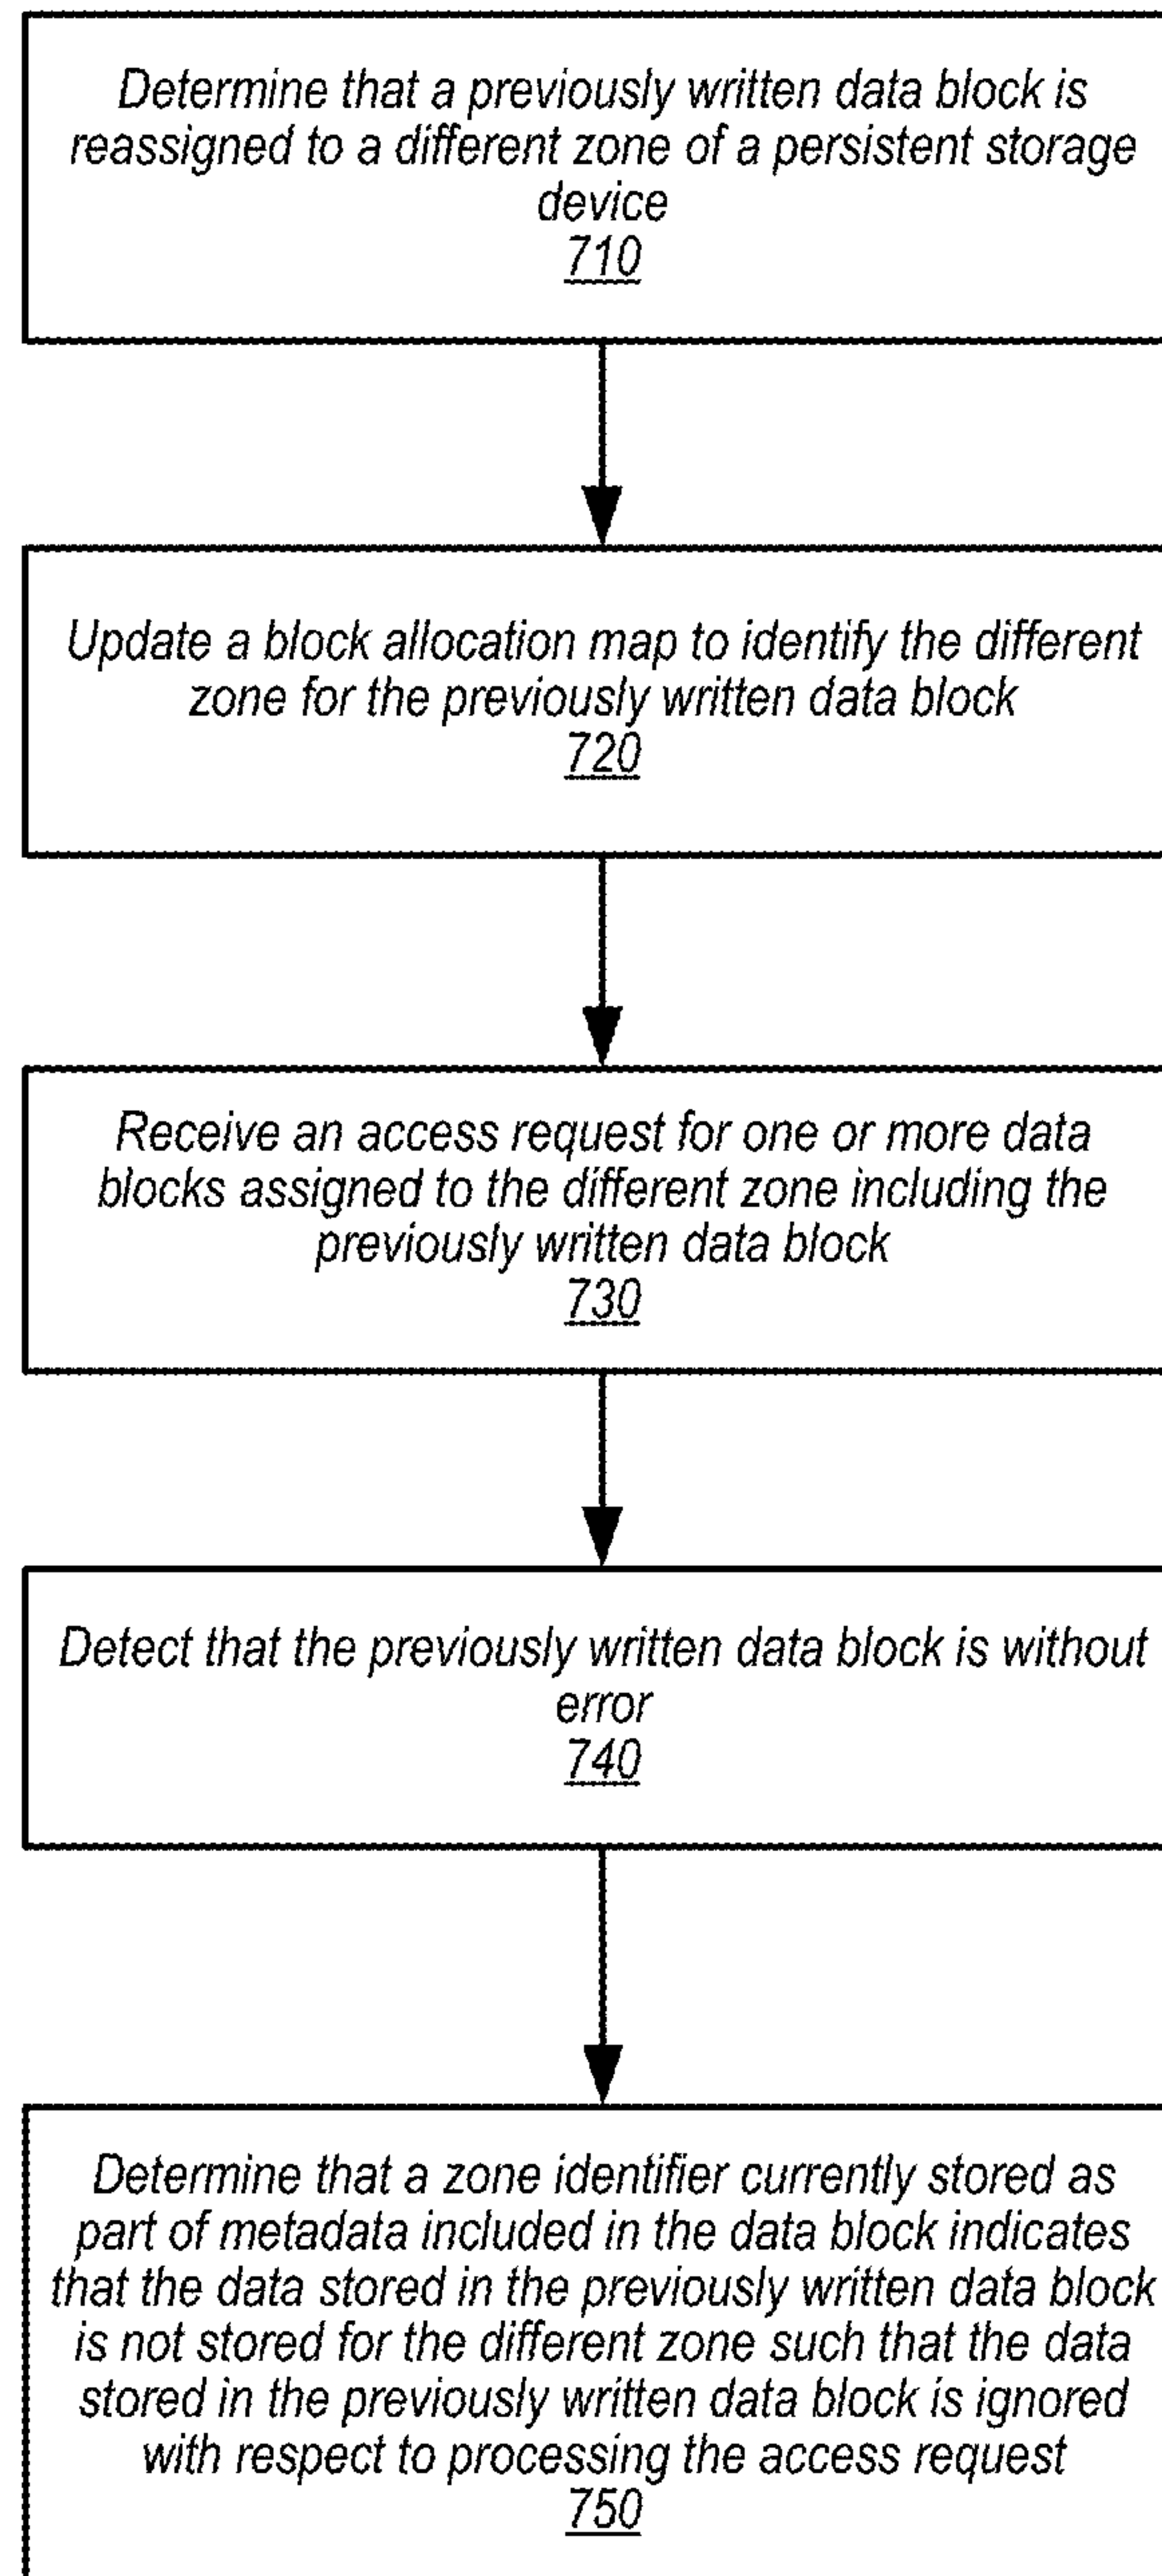 Determine that a previously written data block is
reassigned to a different zone of a persistent storage
device
710
Update a block allocation map to identify the different
zone for the previously written data block
720
Receive an access request for one or more data
blocks assigned to the different zone including the
previously written data block
730
Detect that the previously written data block is without
error
740
Determine that a zone identifier currently stored as
part of metadata included in the data block indicates
that the data stored in the previously written data block
is not stored for the different zone such that the data
stored in the previously written data block is ignored
with respect to processing the access request
750